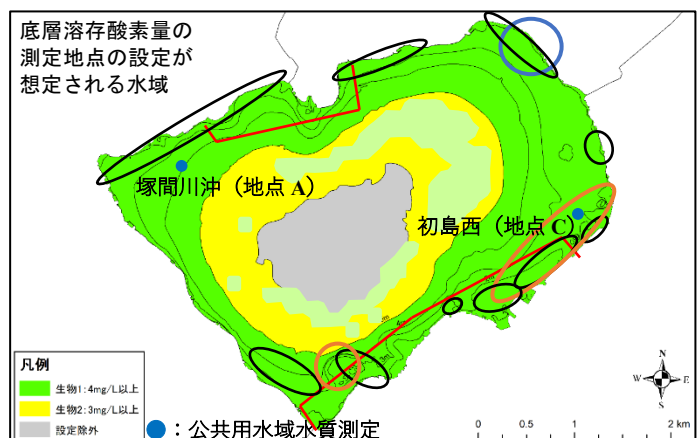 底層溶存酸素量の
測定地点の設定が
想定される水域
塚間川沖（地点 A）
初島西（地点 C）
凡例
生物1:4mg/L以上
生物2:3mg/L以上
設定除外
：公共用水域水質測定
N
W E
S
0 0.5 1 2 km